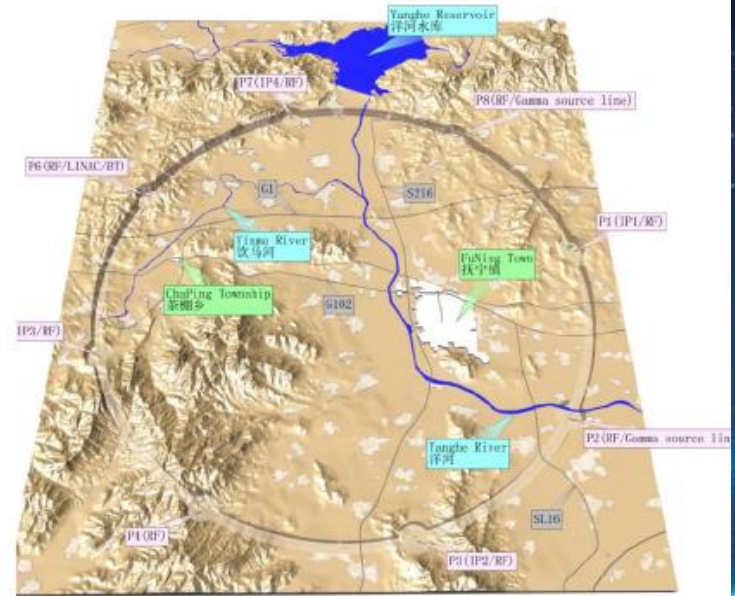 Yanghe Reservoir
洋河水库
P7(IP4/RF)
P8(RF/Gamma source line)
P6(RF/LINAC/BT)
G1
S216
P1(IP1/RF)
Yinma River
饮马河
FuNing Town
抚宁镇
ChaPing Township
茶棚乡
G102
IP3/RF)
P2(RF/Gamma source lin
Yanghe River
洋河
SL16
P4(RF)
P3(IP2/RF)